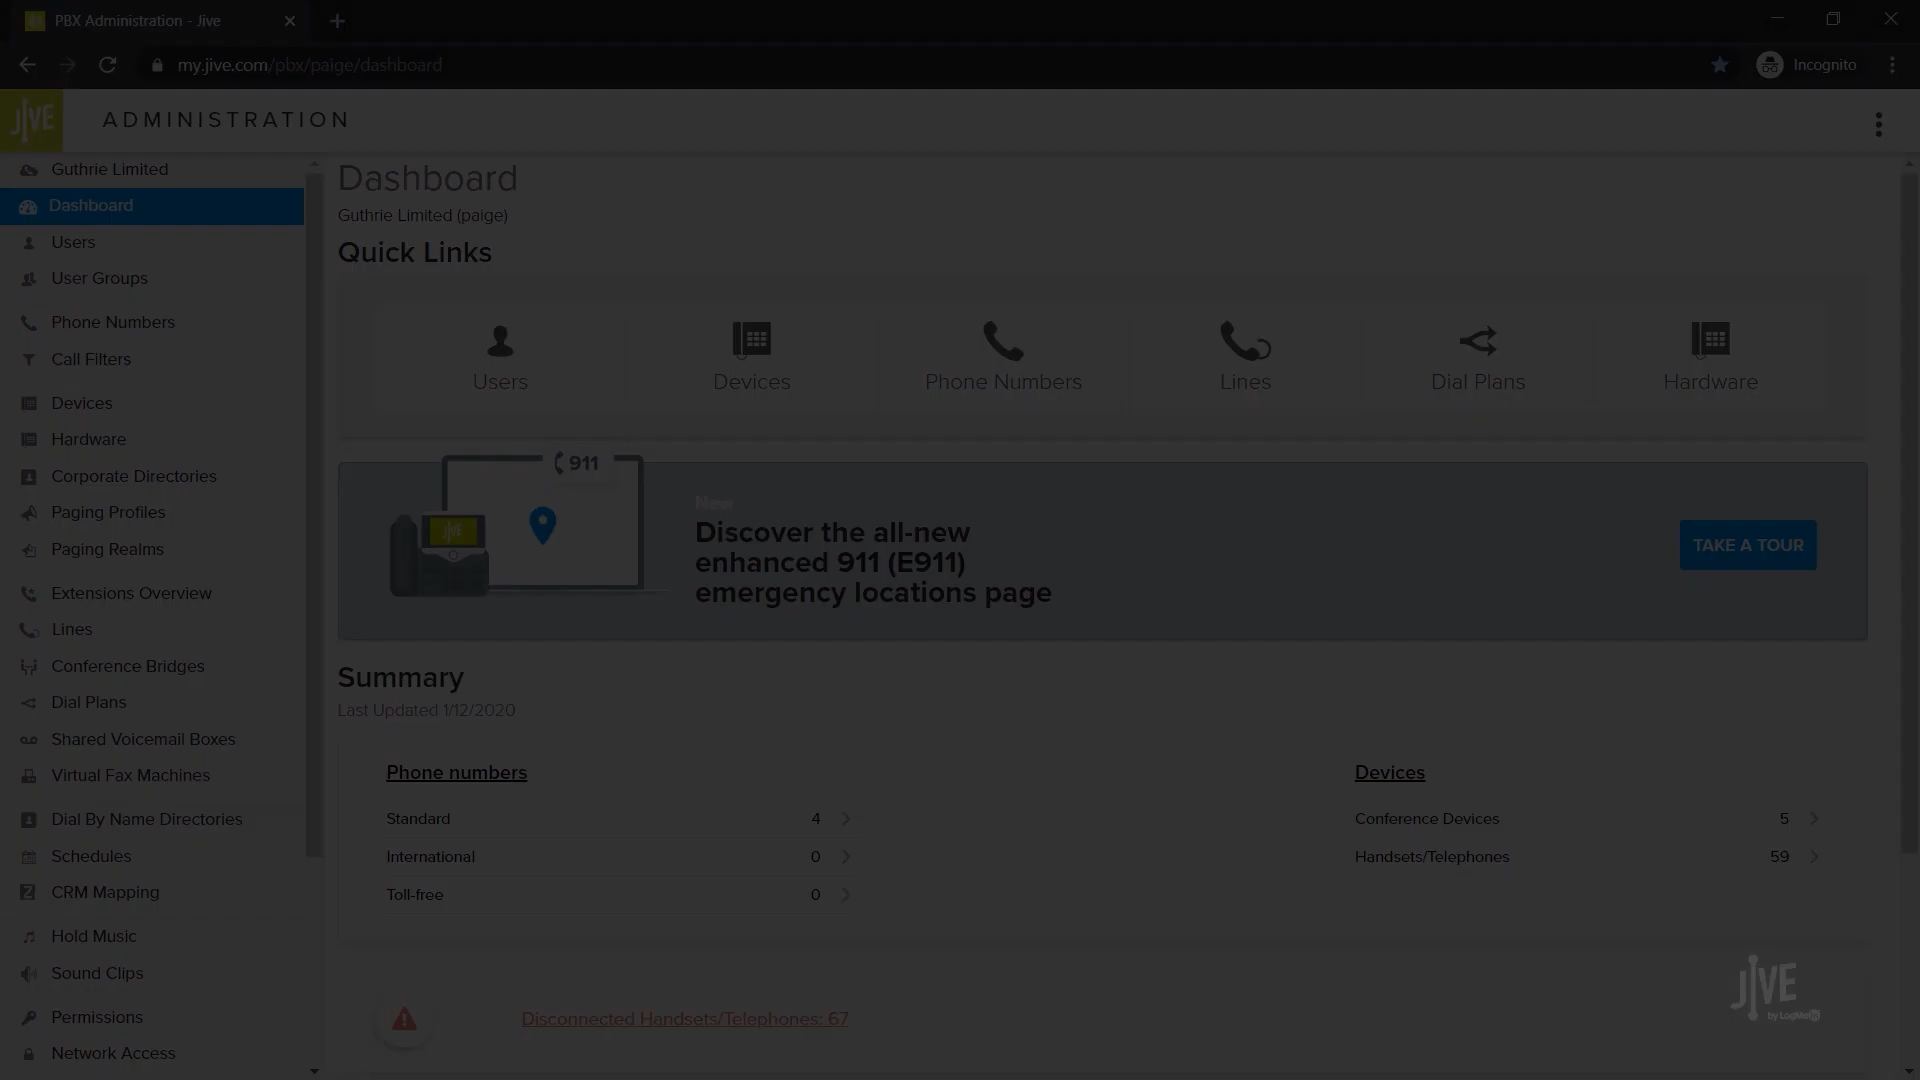 PBX Administration - Jive
my.jive.com/pbx/paige/dashboard
Incognito
JIVE
ADMINISTRATION
Guthrie Limited
Dashboard
Users
User Groups
Phone Numbers
Call Filters
Devices
Hardware
Corporate Directories
Paging Profiles
Paging Realms
Extensions Overview
Lines
Conference Bridges
Dial Plans
Shared Voicemail Boxes
Virtual Fax Machines
Dial By Name Directories
Schedules
CRM Mapping
Hold Music
Sound Clips
Permissions
Network Access
Dashboard
Guthrie Limited (paige)
Quick Links
Users
Devices
Phone Numbers
Lines
Dial Plans
Hardware
911
JIVE
New
Discover the all-new
enhanced 911 (E911)
emergency locations page
TAKE A TOUR
Summary
Last Updated 1/12/2020
Phone numbers
Standard 4
International 0
Toll-free 0
Devices
Conference Devices 5
Handsets/Telephones 59
Disconnected Handsets/Telephones: 67
JIVE
by LogMeIn